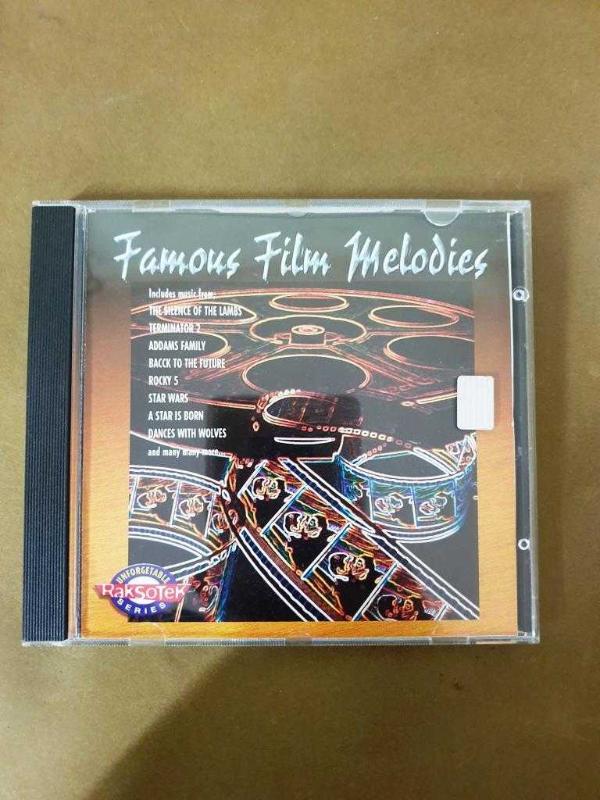 Famous Film Melodies
Includes music from;
THE SILENCE OF THE LAMBS
TERMINATOR 2
ADDAMS FAMILY
BACCK TO THE FUTURE
ROCKY 5
STAR WARS
A STAR IS BORN
DANCES WITH WOLVES
and many many more...
UNFORGETABLE
RakSoTeK
SERIES